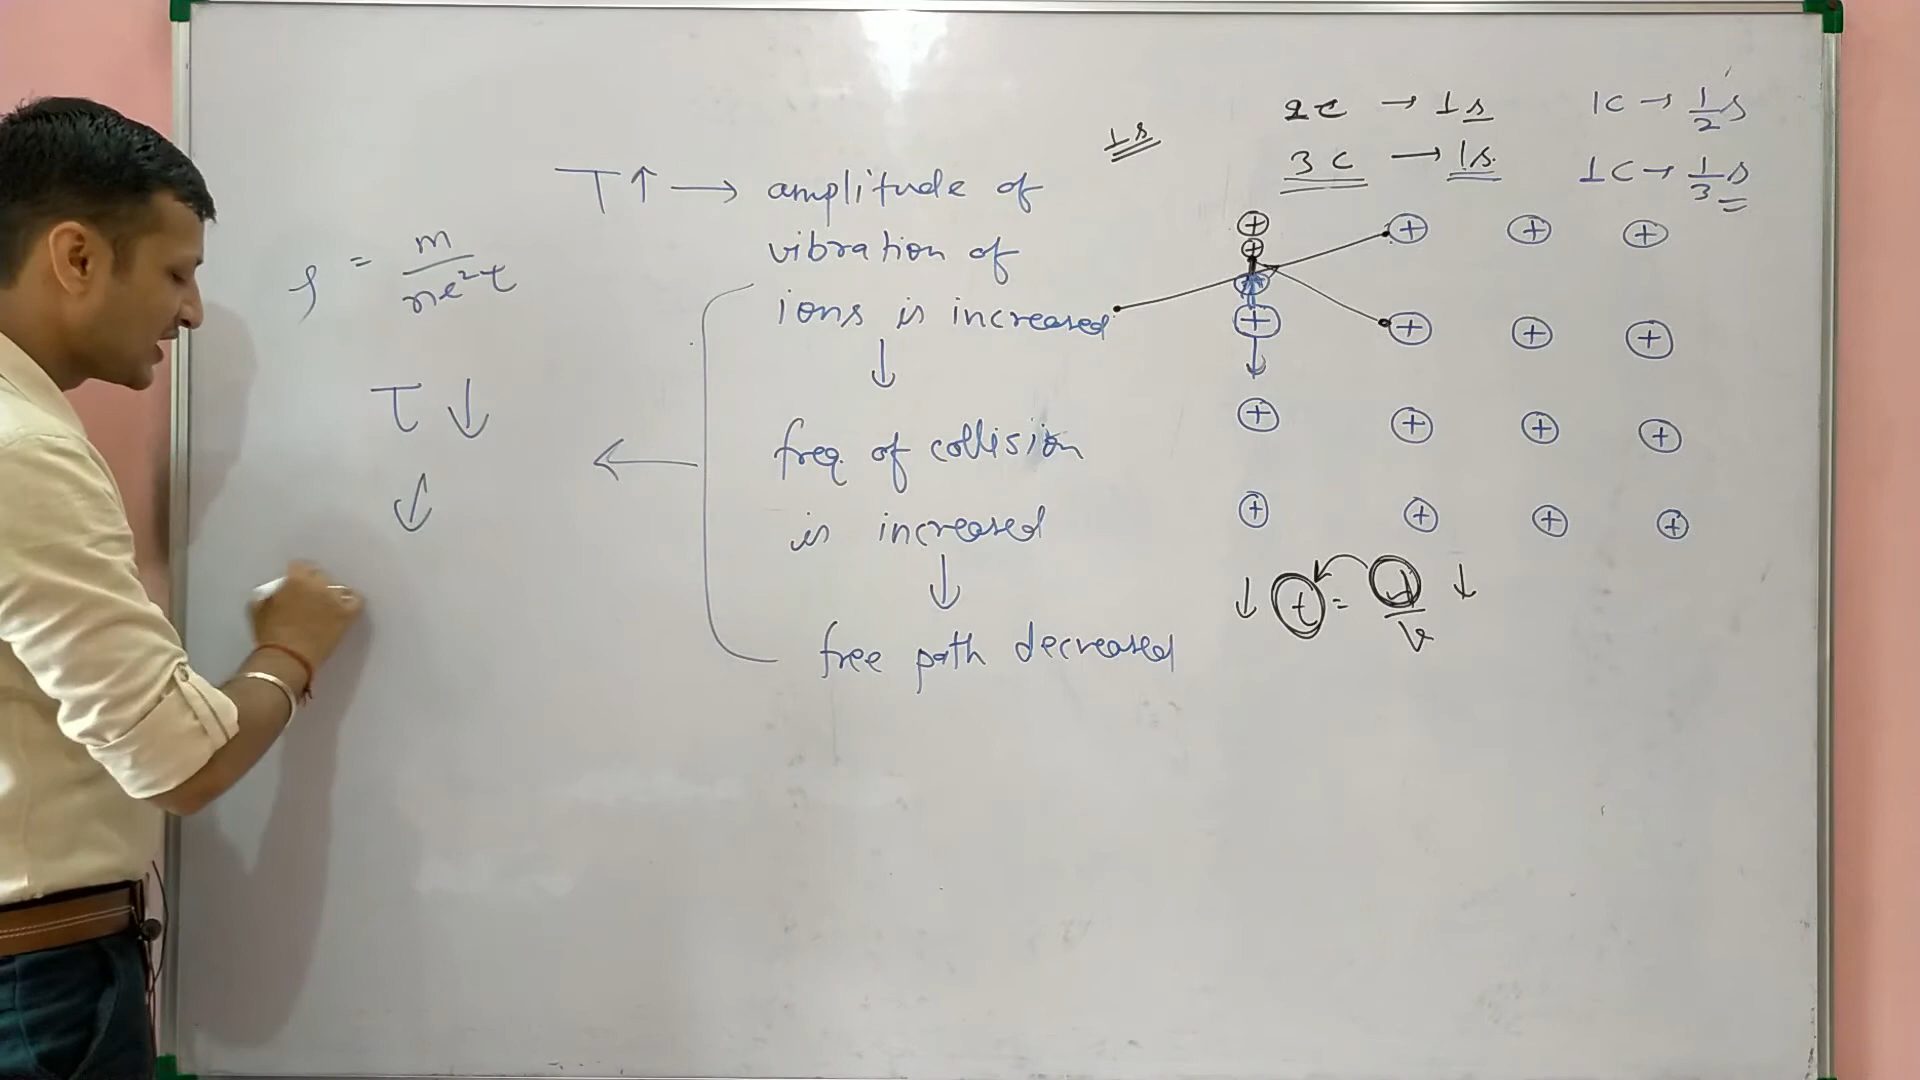 ρ = m/ne²τ
τ ↓
↓
T↑ → amplitude of
vibration of
ions is increased
↓
freq. of collision
is increased
↓
free path decreased
←
1s
2c → 1s
3c → 1s
1c → 1/2 s
1c → 1/3 s
+
+ + + +
+ + + +
+ + + +
+ + + +
↓ t = d/v ↓